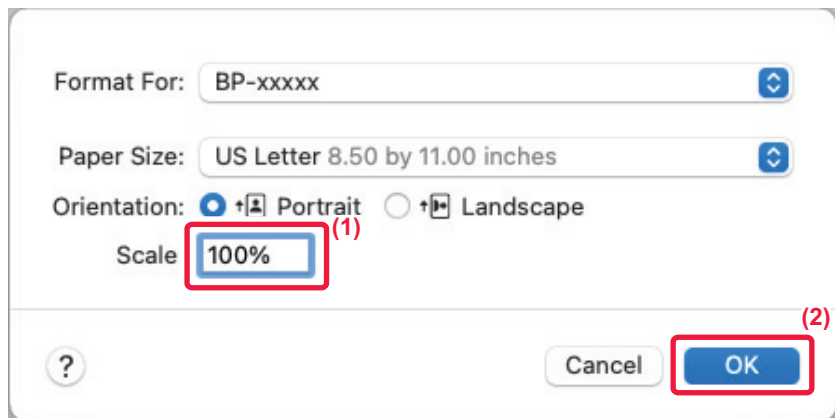 Format For: BP-xxxxx
Paper Size: US Letter 8.50 by 11.00 inches
Orientation: Portrait Landscape
(1)
Scale 100%
(2)
? Cancel OK